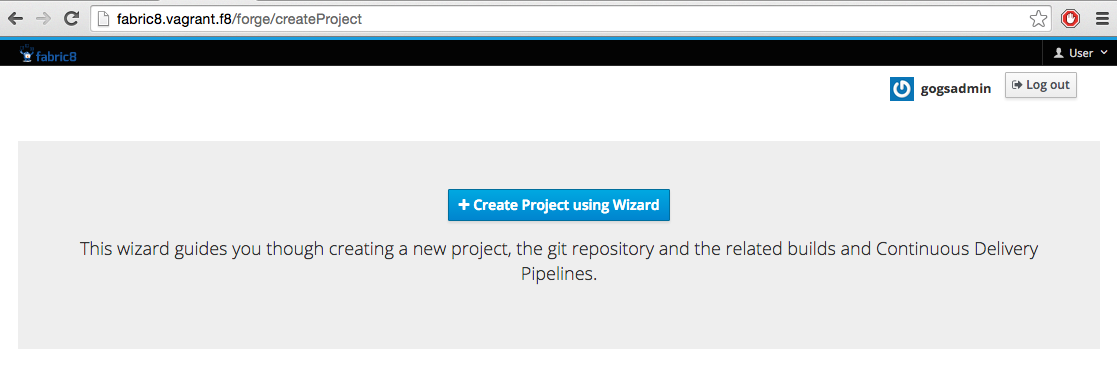 fabric8.vagrant.f8/forge/createProject
fabric8
User
gogsadmin
Log out
Create Project using Wizard
This wizard guides you though creating a new project, the git repository and the related builds and Continuous Delivery
Pipelines.